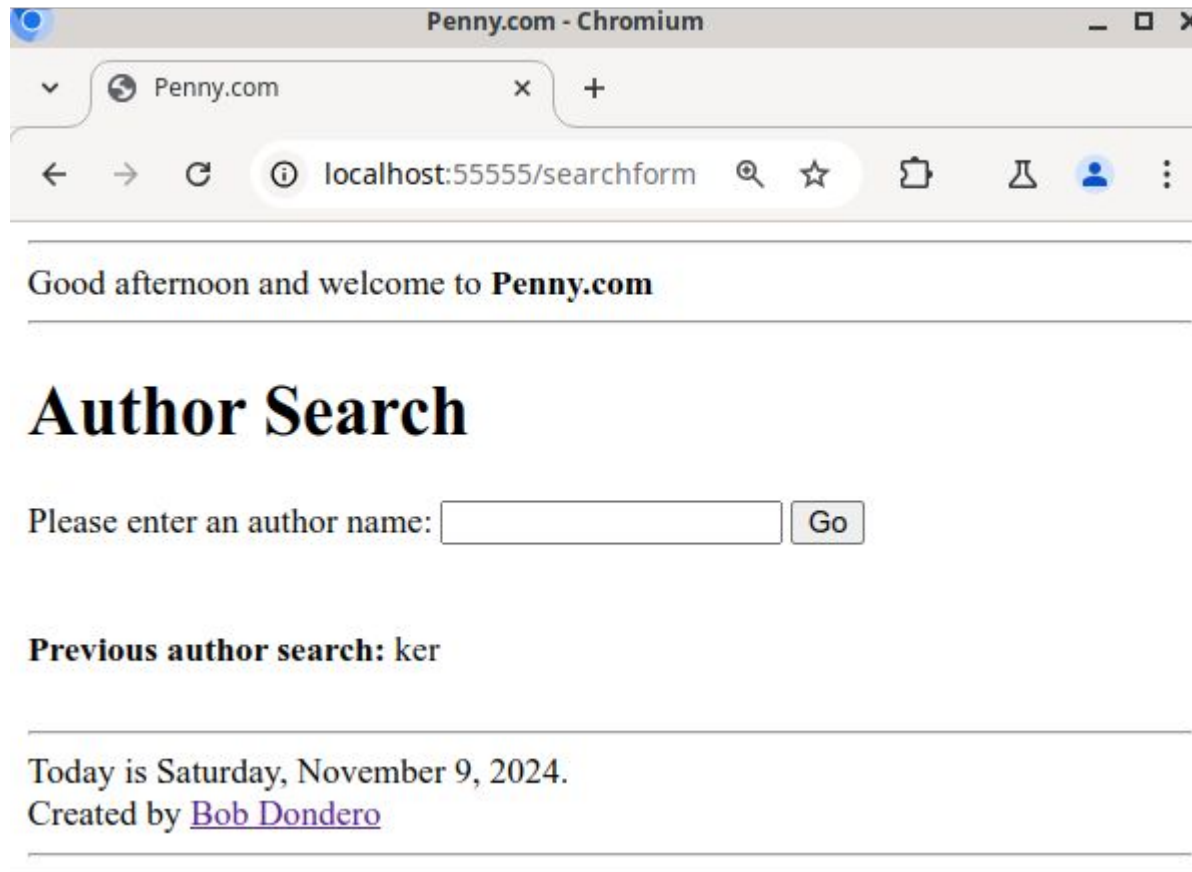 Penny.com - Chromium
Penny.com
localhost:55555/searchform
Good afternoon and welcome to Penny.com
Author Search
Please enter an author name: Go
Previous author search: ker
Today is Saturday, November 9, 2024.
Created by Bob Dondero